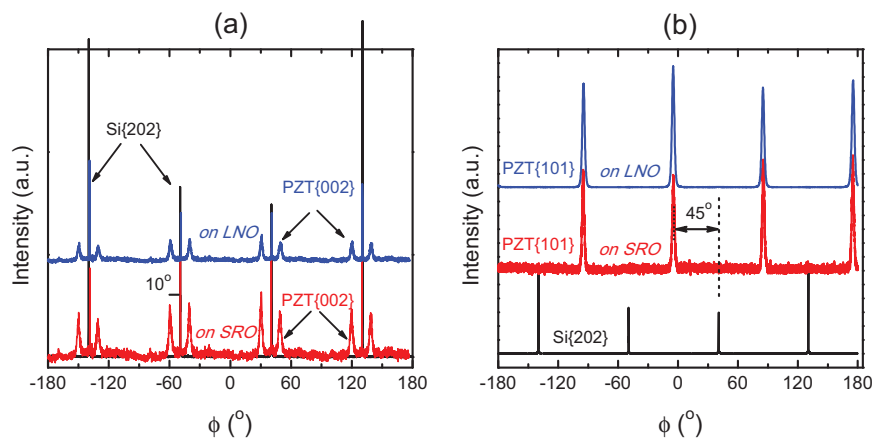 (a)
Intensity (a.u.)
Si{202}
PZT{002}
on LNO
10°
on SRO
PZT{002}
-180 -120 -60 0 60 120 180
ϕ (°)
(b)
Intensity (a.u.)
PZT{101} on LNO
45°
PZT{101} on SRO
Si{202}
-180 -120 -60 0 60 120 180
ϕ (°)